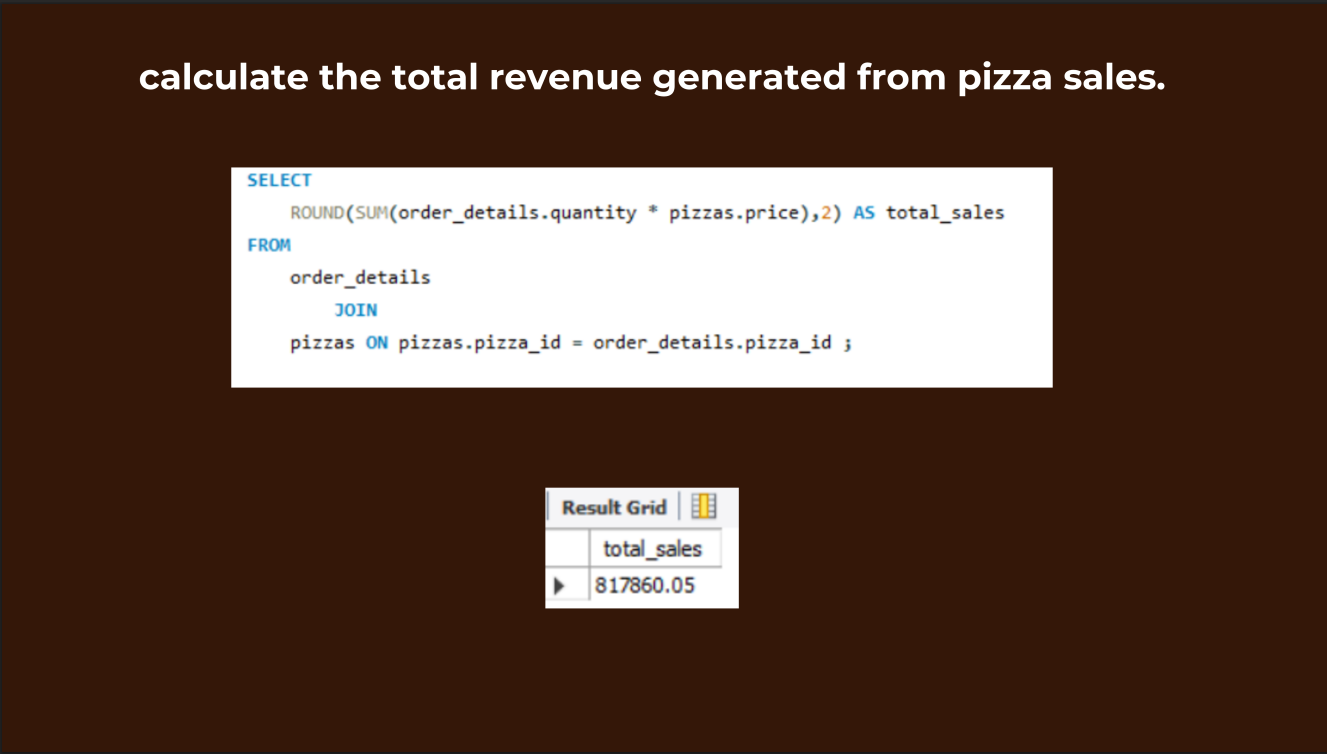 calculate the total revenue generated from pizza sales.
SELECT
ROUND(SUM(order_details.quantity * pizzas.price),2) AS total_sales
FROM
order_details
JOIN
pizzas ON pizzas.pizza_id = order_details.pizza_id ;
Result Grid
total_sales
817860.05